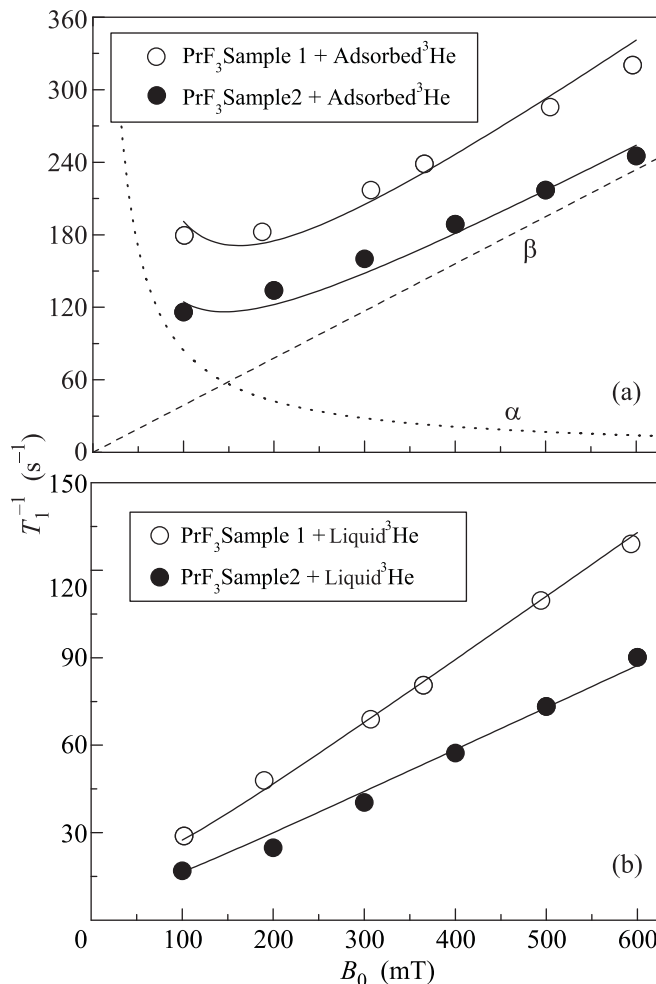 360
300
240
180
120
60
0
PrF₃Sample 1 + Adsorbed³He
PrF₃Sample2 + Adsorbed³He
β
α
(a)
T₁⁻¹ (s⁻¹)
150
120
90
60
30
0
PrF₃Sample 1 + Liquid³He
PrF₃Sample2 + Liquid³He
(b)
100 200 300 400 500 600
B₀ (mT)